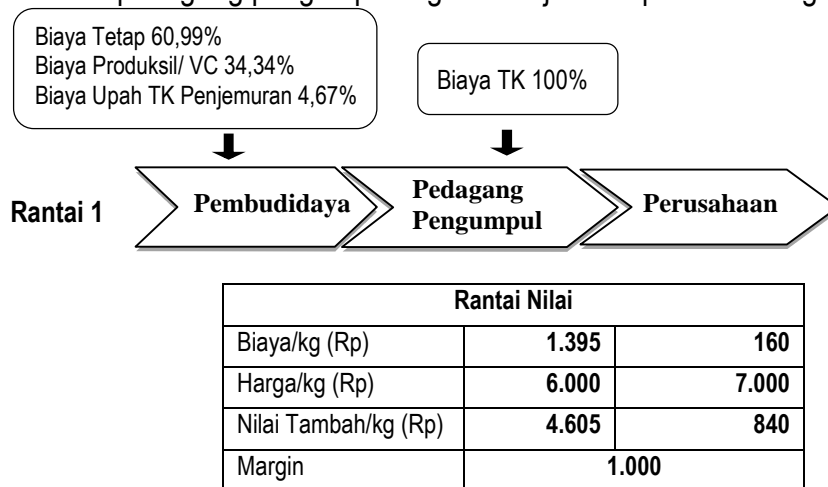 Biaya Tetap 60,99%
Biaya Produksil/ VC 34,34%
Biaya Upah TK Penjemuran 4,67%
Biaya TK 100%
Rantai 1
Pembudidaya
Pedagang
Pengumpul
Perusahaan
Rantai Nilai
Biaya/kg (Rp) 1.395 160
Harga/kg (Rp) 6.000 7.000
Nilai Tambah/kg (Rp) 4.605 840
Margin 1.000